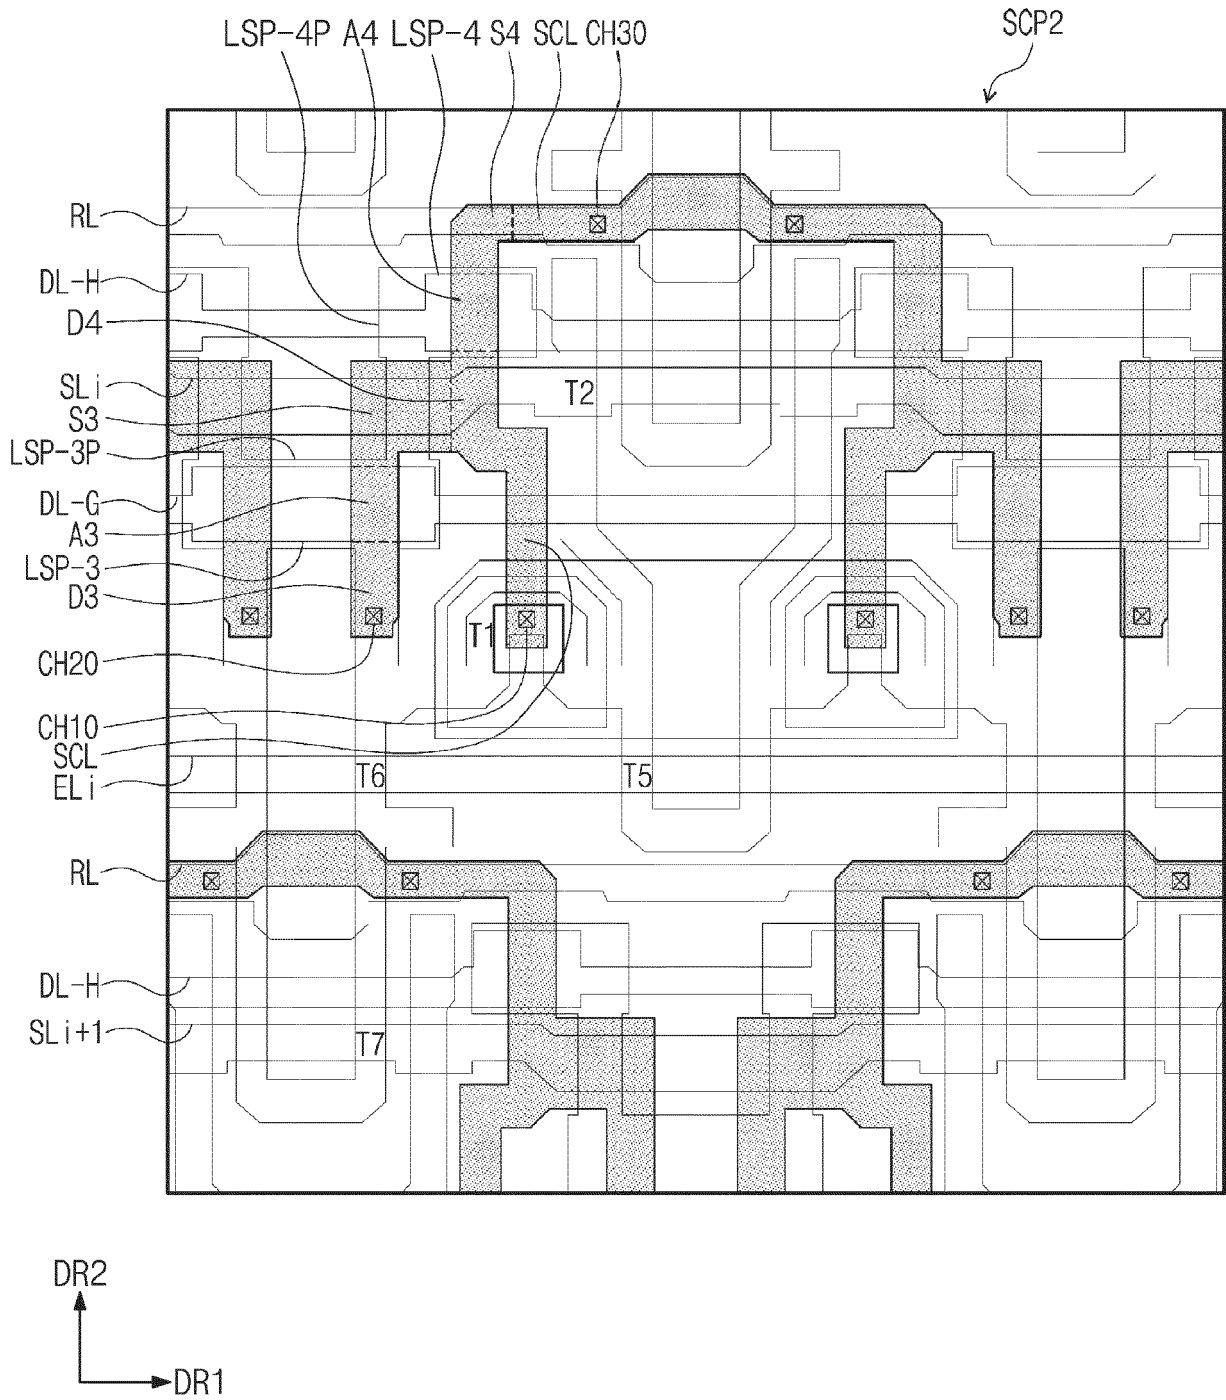 LSP-4P A4 LSP-4 S4 SCL CH30
SCP2
RL
DL-H
D4
SLi
S3
T2
LSP-3P
DL-G
A3
LSP-3
D3
T1
CH20
CH10
SCL
ELi
T6
T5
RL
DL-H
SLi+1
T7
DR2
DR1